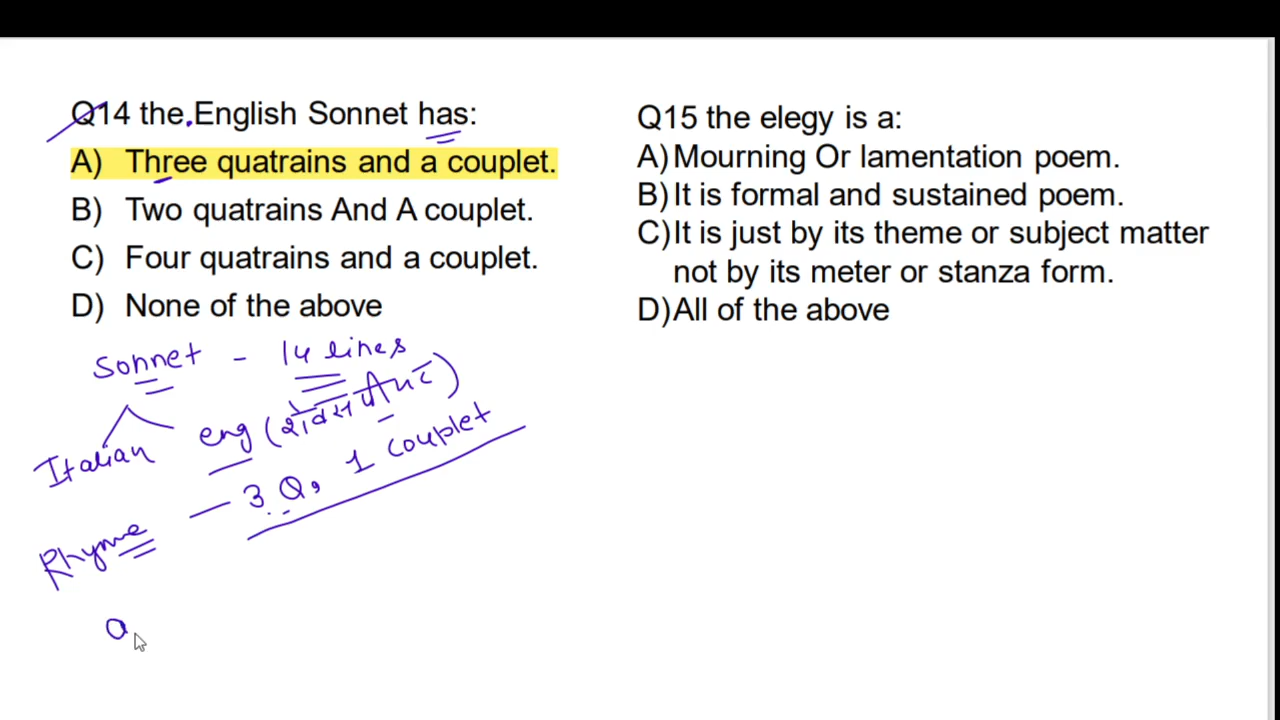 Q14 the English Sonnet has:
A) Three quatrains and a couplet.
B) Two quatrains And A couplet.
C) Four quatrains and a couplet.
D) None of the above
Sonnet - 14 lines
Italian eng (
— 3 Q, 1 couplet
Rhyme
a
Q15 the elegy is a:
A) Mourning Or lamentation poem.
B) It is formal and sustained poem.
C) It is just by its theme or subject matter
not by its meter or stanza form.
D) All of the above